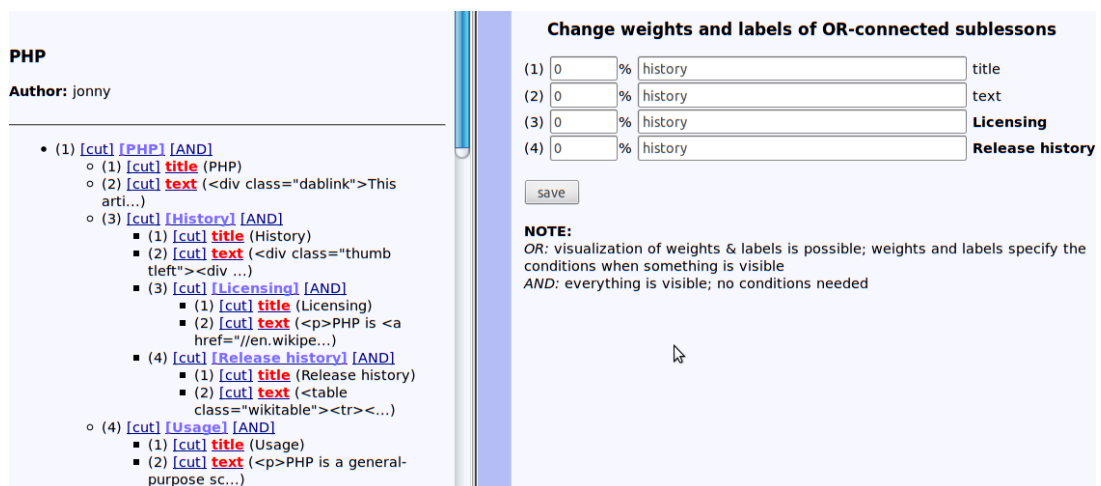 PHP
Author: jonny
• (1) [cut] [PHP] [AND]
(1) [cut] title (PHP)
(2) [cut] text (<div class="dablink">This
arti...)
(3) [cut] [History] [AND]
(1) [cut] title (History)
(2) [cut] text (<div class="thumb
tleft"><div ...)
(3) [cut] [Licensing] [AND]
(1) [cut] title (Licensing)
(2) [cut] text (<p>PHP is <a
href="//en.wikipe...)
(4) [cut] [Release history] [AND]
(1) [cut] title (Release history)
(2) [cut] text (<table
class="wikitable"><tr><...)
(4) [cut] [Usage] [AND]
(1) [cut] title (Usage)
(2) [cut] text (<p>PHP is a general-
purpose sc...)
Change weights and labels of OR-connected sublessons
(1) 0 % history title
(2) 0 % history text
(3) 0 % history Licensing
(4) 0 % history Release history
save
NOTE:
OR: visualization of weights & labels is possible; weights and labels specify the
conditions when something is visible
AND: everything is visible; no conditions needed